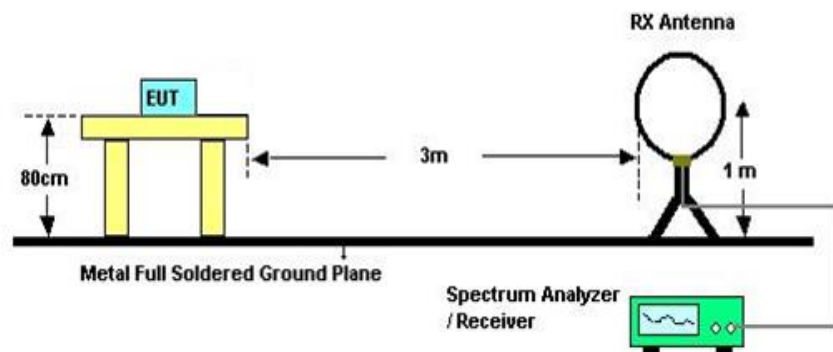 RX Antenna
EUT
80cm
3m
1 m
Metal Full Soldered Ground Plane
Spectrum Analyzer
/ Receiver